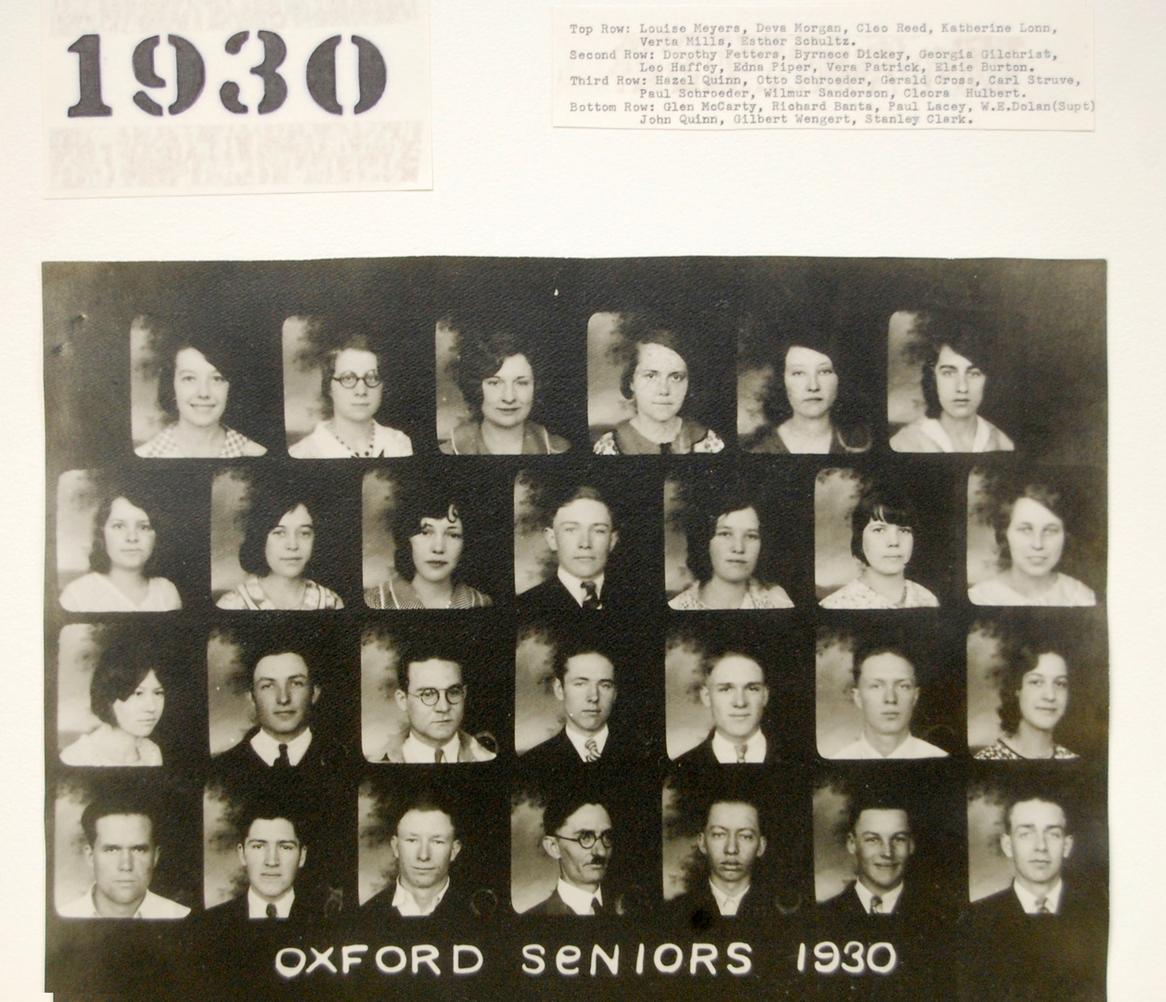 1930
Top Row: Louise Meyers, Deva Morgan, Cleo Reed, Katherine Lonn,
Verta Mills, Esther Schultz.
Second Row: Dorothy Fetters, Byrnece Dickey, Georgia Gilchrist,
Leo Haffey, Edna Piper, Vera Patrick, Elsie Burton.
Third Row: Hazel Quinn, Otto Schroeder, Gerald Cross, Carl Struve,
Paul Schroeder, Wilmur Sanderson, Cleora Hulbert.
Bottom Row: Glen McCarty, Richard Banta, Paul Lacey, W.E.Dolan(Supt)
John Quinn, Gilbert Wengert, Stanley Clark.
OXFORD SeNIORS 1930